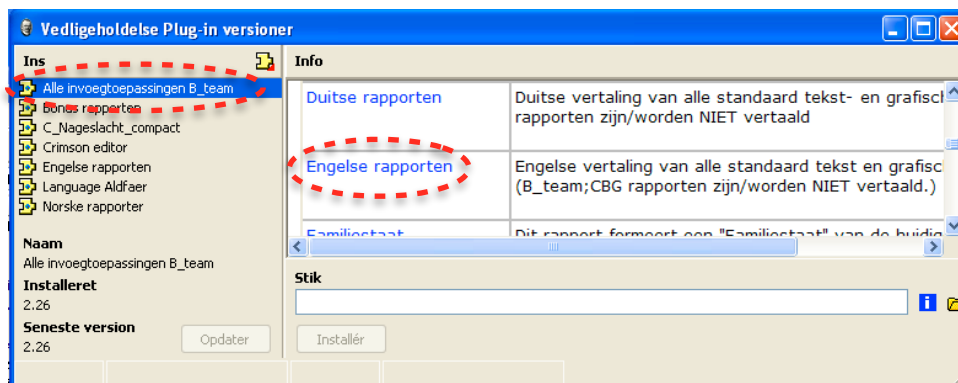 Vedligeholdelse Plug-in versioner
Ins
Alle invoegtoepassingen B_team
Bonas rapporten
C_Nageslacht_compact
Crimson editor
Engelse rapporten
Language Aldfaer
Norske rapporter
Naam
Alle invoegtoepassingen B_team
Installeret
2.26
Seneste version
2.26
Opdater
Info
Duitse rapporten
Duitse vertaling van alle standaard tekst- en grafisch
rapporten zijn/worden NIET vertaald
Engelse rapporten
Engelse vertaling van alle standaard tekst en grafisc
(B_team;CBG rapporten zijn/worden NIET vertaald.)
Familiestaat
Dit rapport formeert een "Familiestaat" van de huidig
Stik
Installér